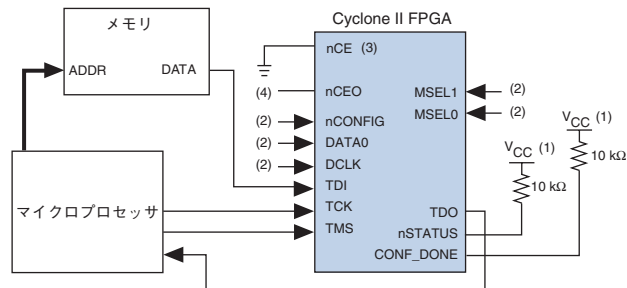 Cyclone II FPGA
メモリ
ADDR
DATA
nCE (3)
(4)
nCEO
MSEL1
(2)
MSEL0
(2)
(2)
nCONFIG
(2)
DATA0
(2)
DCLK
TDI
TCK
TMS
TDO
nSTATUS
CONF_DONE
VCC (1)
10 kΩ
VCC (1)
10 kΩ
マイクロプロセッサ